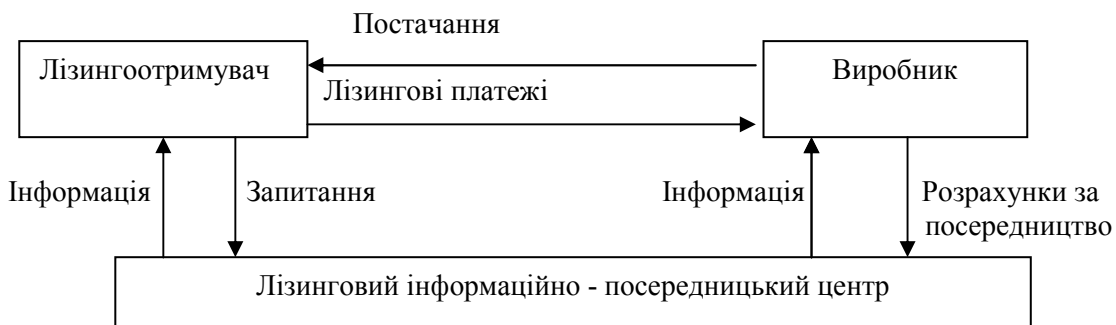 Постачання
Лізингоотримувач
Виробник
Лізингові платежі
Інформація
Запитання
Інформація
Розрахунки за
посередництво
Лізинговий інформаційно - посередницький центр